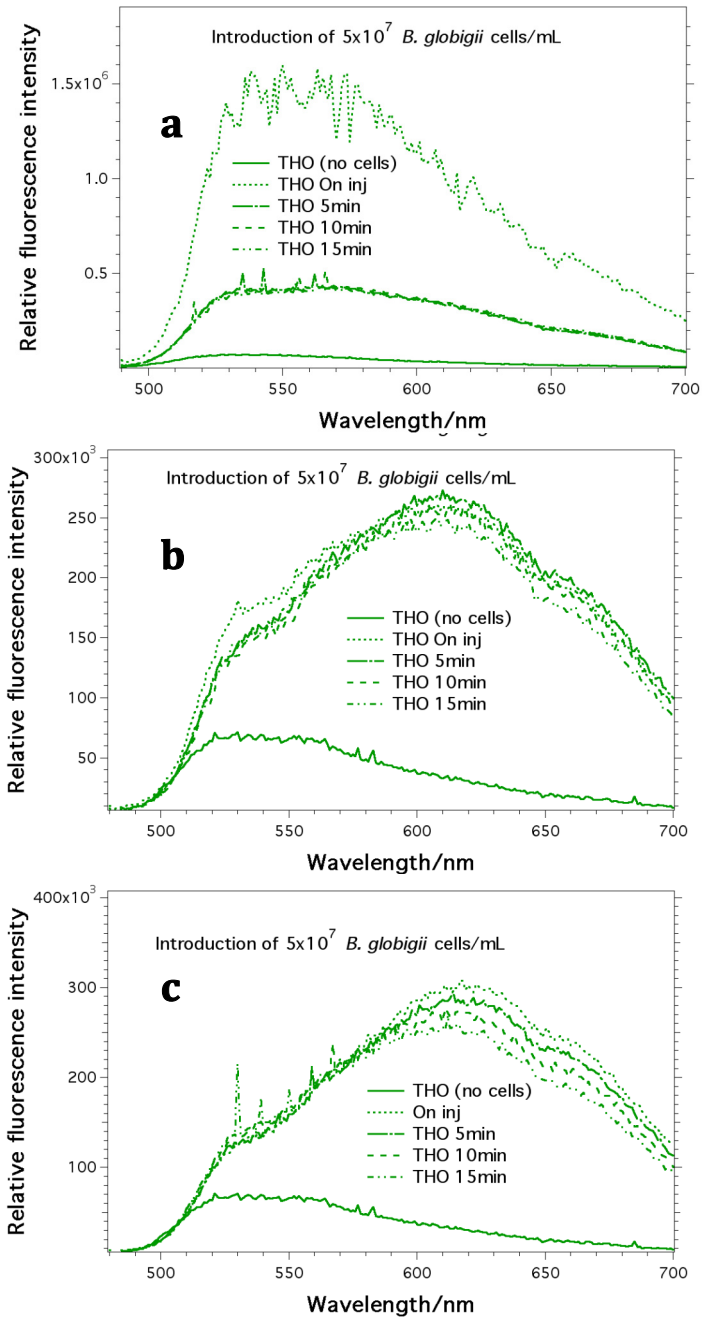 Introduction of 5x10⁷ B. globigii cells/mL
Relative fluorescence intensity
1.5x10⁶
1.0
0.5
a
THO (no cells)
THO On inj
THO 5min
THO 10min
THO 15min
500
550
600
650
700
Wavelength/nm
300x10³
Introduction of 5x10⁷ B. globigii cells/mL
Relative fluorescence intensity
250
200
150
100
50
b
THO (no cells)
THO On inj
THO 5min
THO 10min
THO 15min
500
550
600
650
700
Wavelength/nm
400x10³
Introduction of 5x10⁷ B. globigii cells/mL
Relative fluorescence intensity
300
200
100
c
THO (no cells)
On inj
THO 5min
THO 10min
THO 15min
500
550
600
650
700
Wavelength/nm